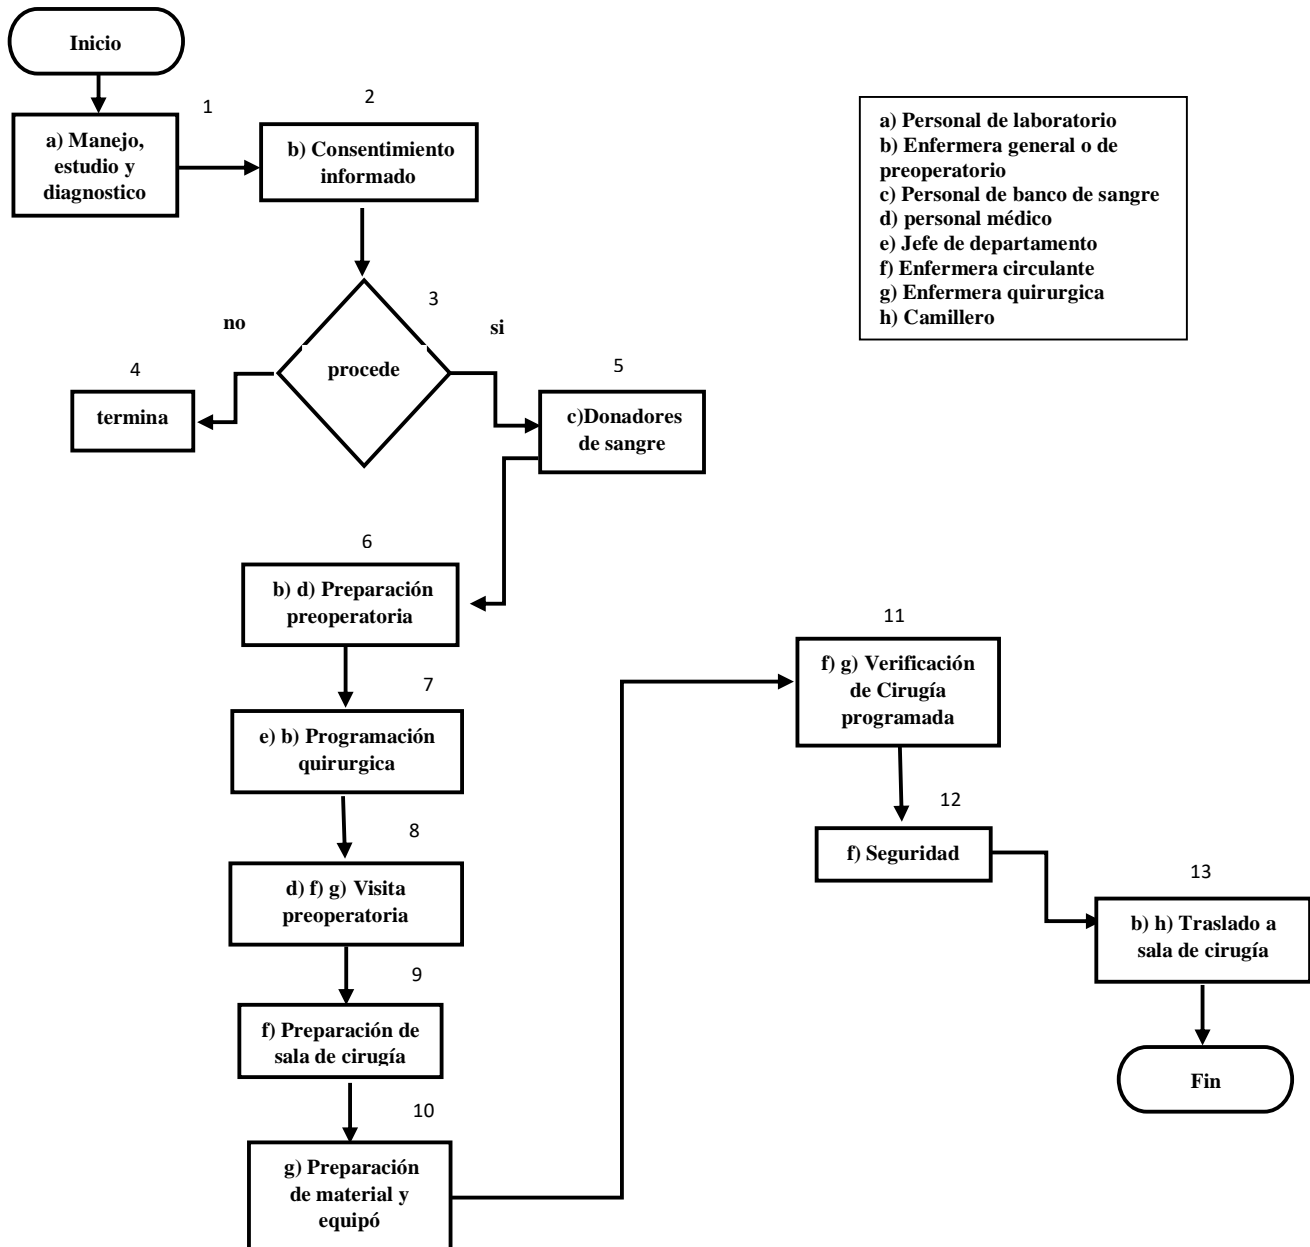 Inicio
1
a) Manejo,
estudio y
diagnostico
2
b) Consentimiento
informado
3
procede
no
si
4
termina
5
c)Donadores
de sangre
6
b) d) Preparación
preoperatoria
7
e) b) Programación
quirurgica
8
d) f) g) Visita
preoperatoria
9
f) Preparación de
sala de cirugía
10
g) Preparación
de material y
equipó
11
f) g) Verificación
de Cirugía
programada
12
f) Seguridad
13
b) h) Traslado a
sala de cirugía
Fin
a) Personal de laboratorio
b) Enfermera general o de
preoperatorio
c) Personal de banco de sangre
d) personal médico
e) Jefe de departamento
f) Enfermera circulante
g) Enfermera quirurgica
h) Camillero